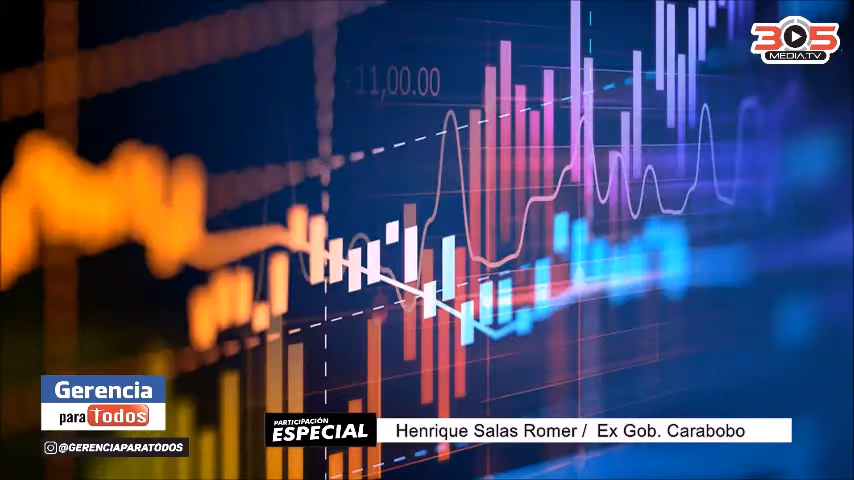 305
MEDIA.TV
11,00.00
Gerencia
para Todos
@GERENCIAPARATODOS
PARTICIPACIÓN
ESPECIAL
Henrique Salas Romer / Ex Gob. Carabobo